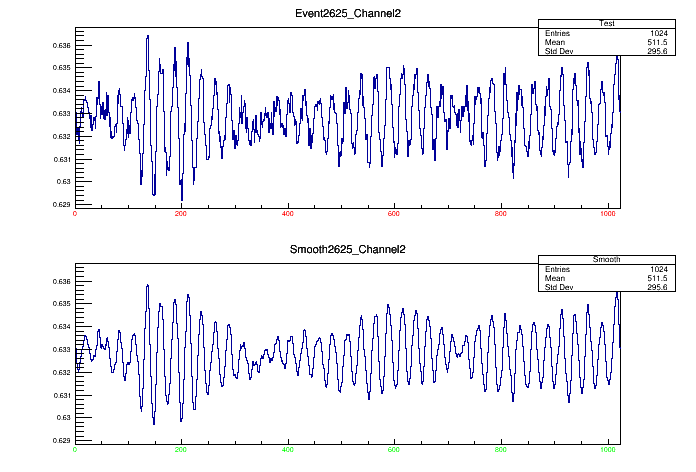 Event2625_Channel2
Test
Entries 1024
Mean 511.5
Std Dev 295.6
0.636
0.635
0.634
0.633
0.632
0.631
0.63
0.629
0 200 400 600 800 1000
Smooth2625_Channel2
Smooth
Entries 1024
Mean 511.5
Std Dev 295.6
0.636
0.635
0.634
0.633
0.632
0.631
0.63
0.629
0 200 400 600 800 1000